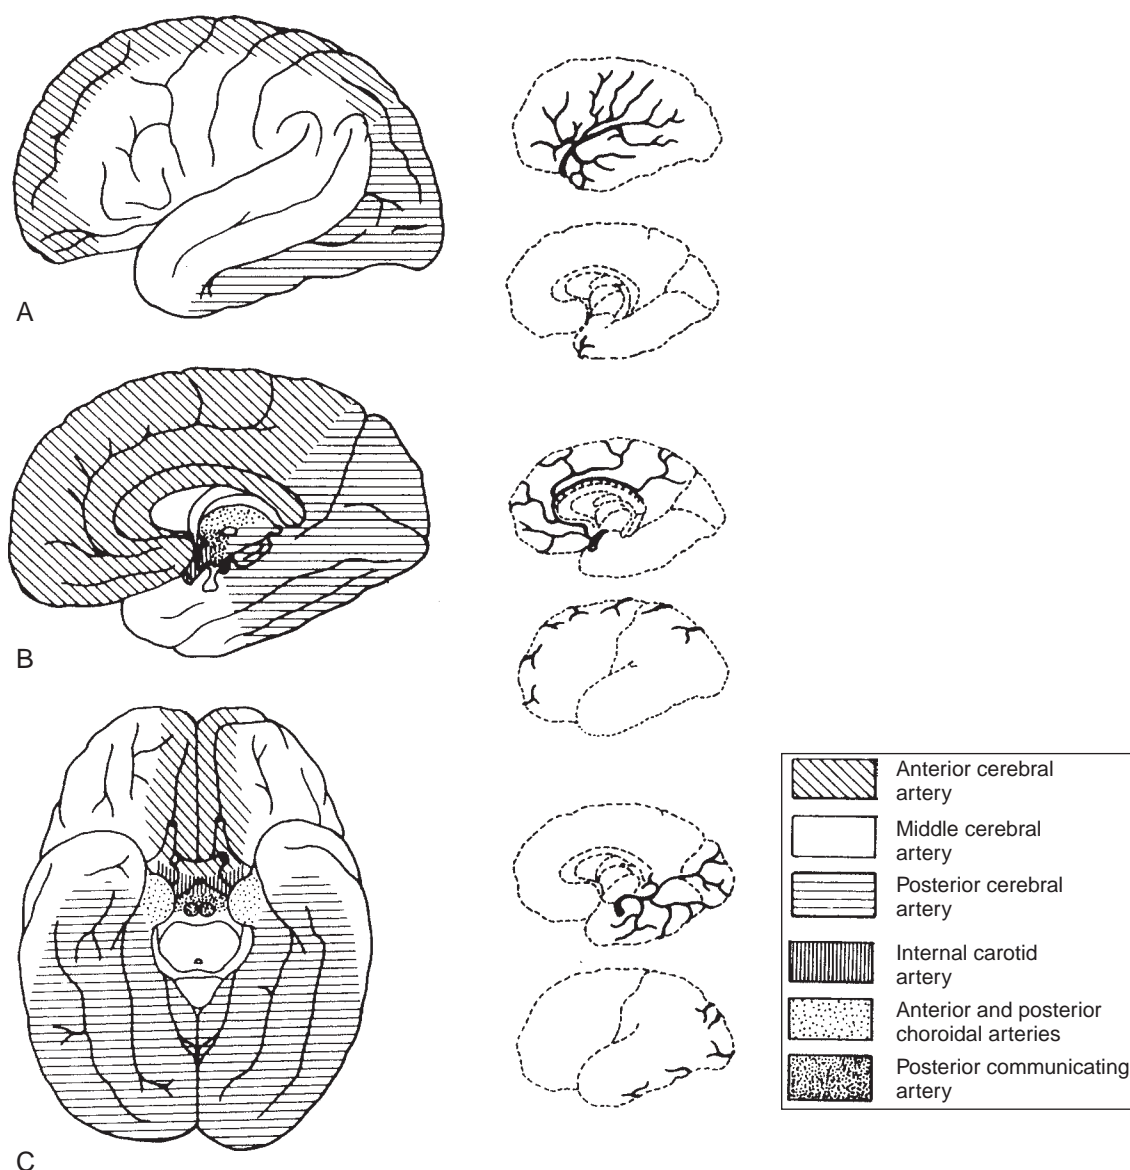 A
B
C
Anterior cerebral
artery
Middle cerebral
artery
Posterior cerebral
artery
Internal carotid
artery
Anterior and posterior
choroidal arteries
Posterior communicating
artery